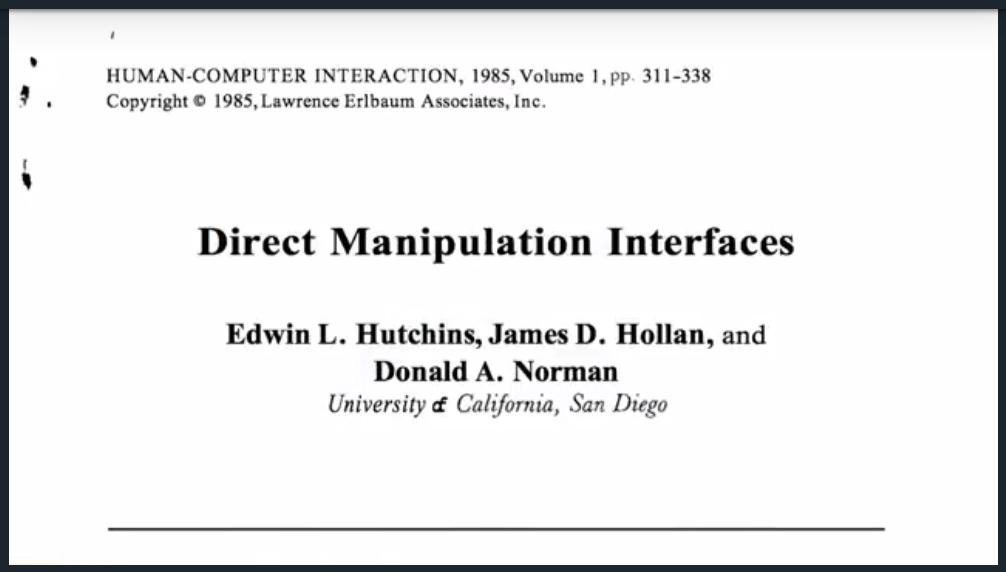 HUMAN-COMPUTER INTERACTION, 1985, Volume 1, pp. 311-338
Copyright © 1985, Lawrence Erlbaum Associates, Inc.
Direct Manipulation Interfaces
Edwin L. Hutchins, James D. Hollan, and
Donald A. Norman
University of California, San Diego